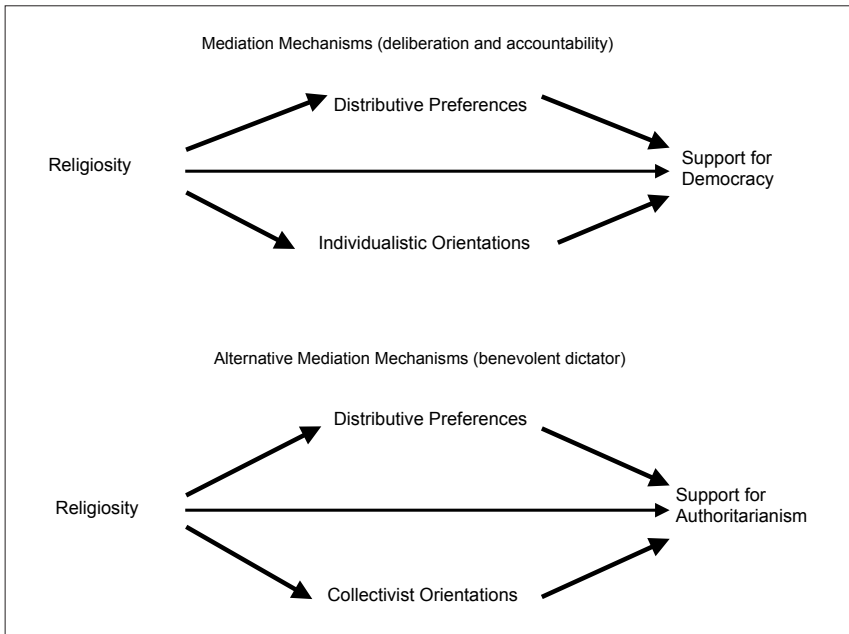 Mediation Mechanisms (deliberation and accountability)
Distributive Preferences
Religiosity
Support for
Democracy
Individualistic Orientations
Alternative Mediation Mechanisms (benevolent dictator)
Distributive Preferences
Religiosity
Support for
Authoritarianism
Collectivist Orientations